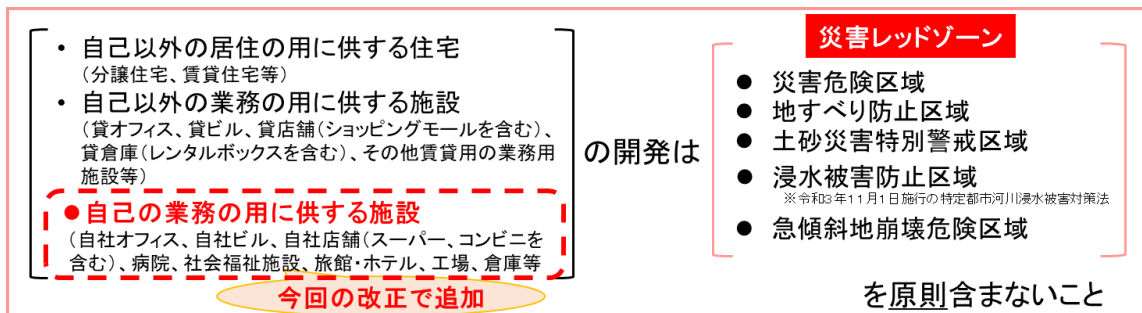 ・ 自己以外の居住の用に供する住宅
(分譲住宅、賃貸住宅等)
・ 自己以外の業務の用に供する施設
(貸オフィス、貸ビル、貸店舗(ショッピングモールを含む)、
貸倉庫(レンタルボックスを含む)、その他賃貸用の業務用
施設等)
●自己の業務の用に供する施設
(自社オフィス、自社ビル、自社店舗(スーパー、コンビニを
含む)、病院、社会福祉施設、旅館・ホテル、工場、倉庫等
今回の改正で追加
の開発は
災害レッドゾーン
● 災害危険区域
● 地すべり防止区域
● 土砂災害特別警戒区域
● 浸水被害防止区域
※令和3年11月1日施行の特定都市河川浸水被害対策法
● 急傾斜地崩壊危険区域
を原則含まないこと